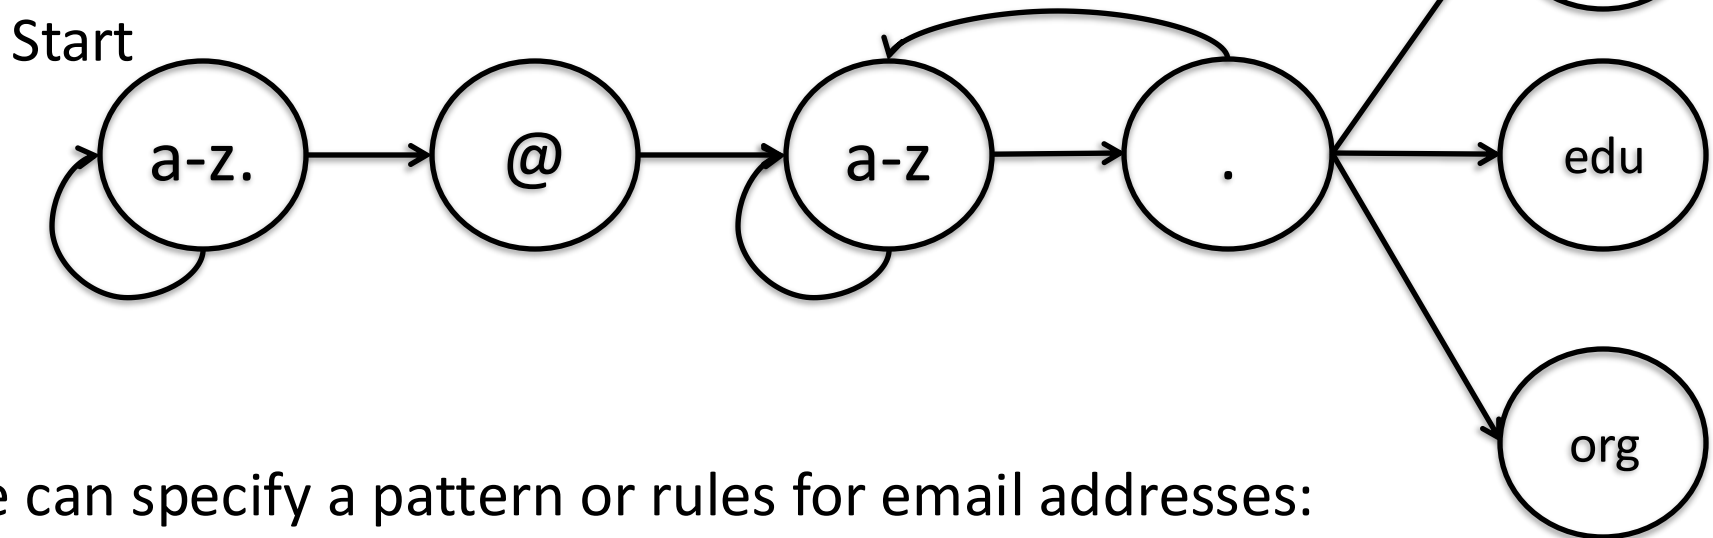 Start
a-z.
@
a-z
.
edu
org
can specify a pattern or rules for email addresses: